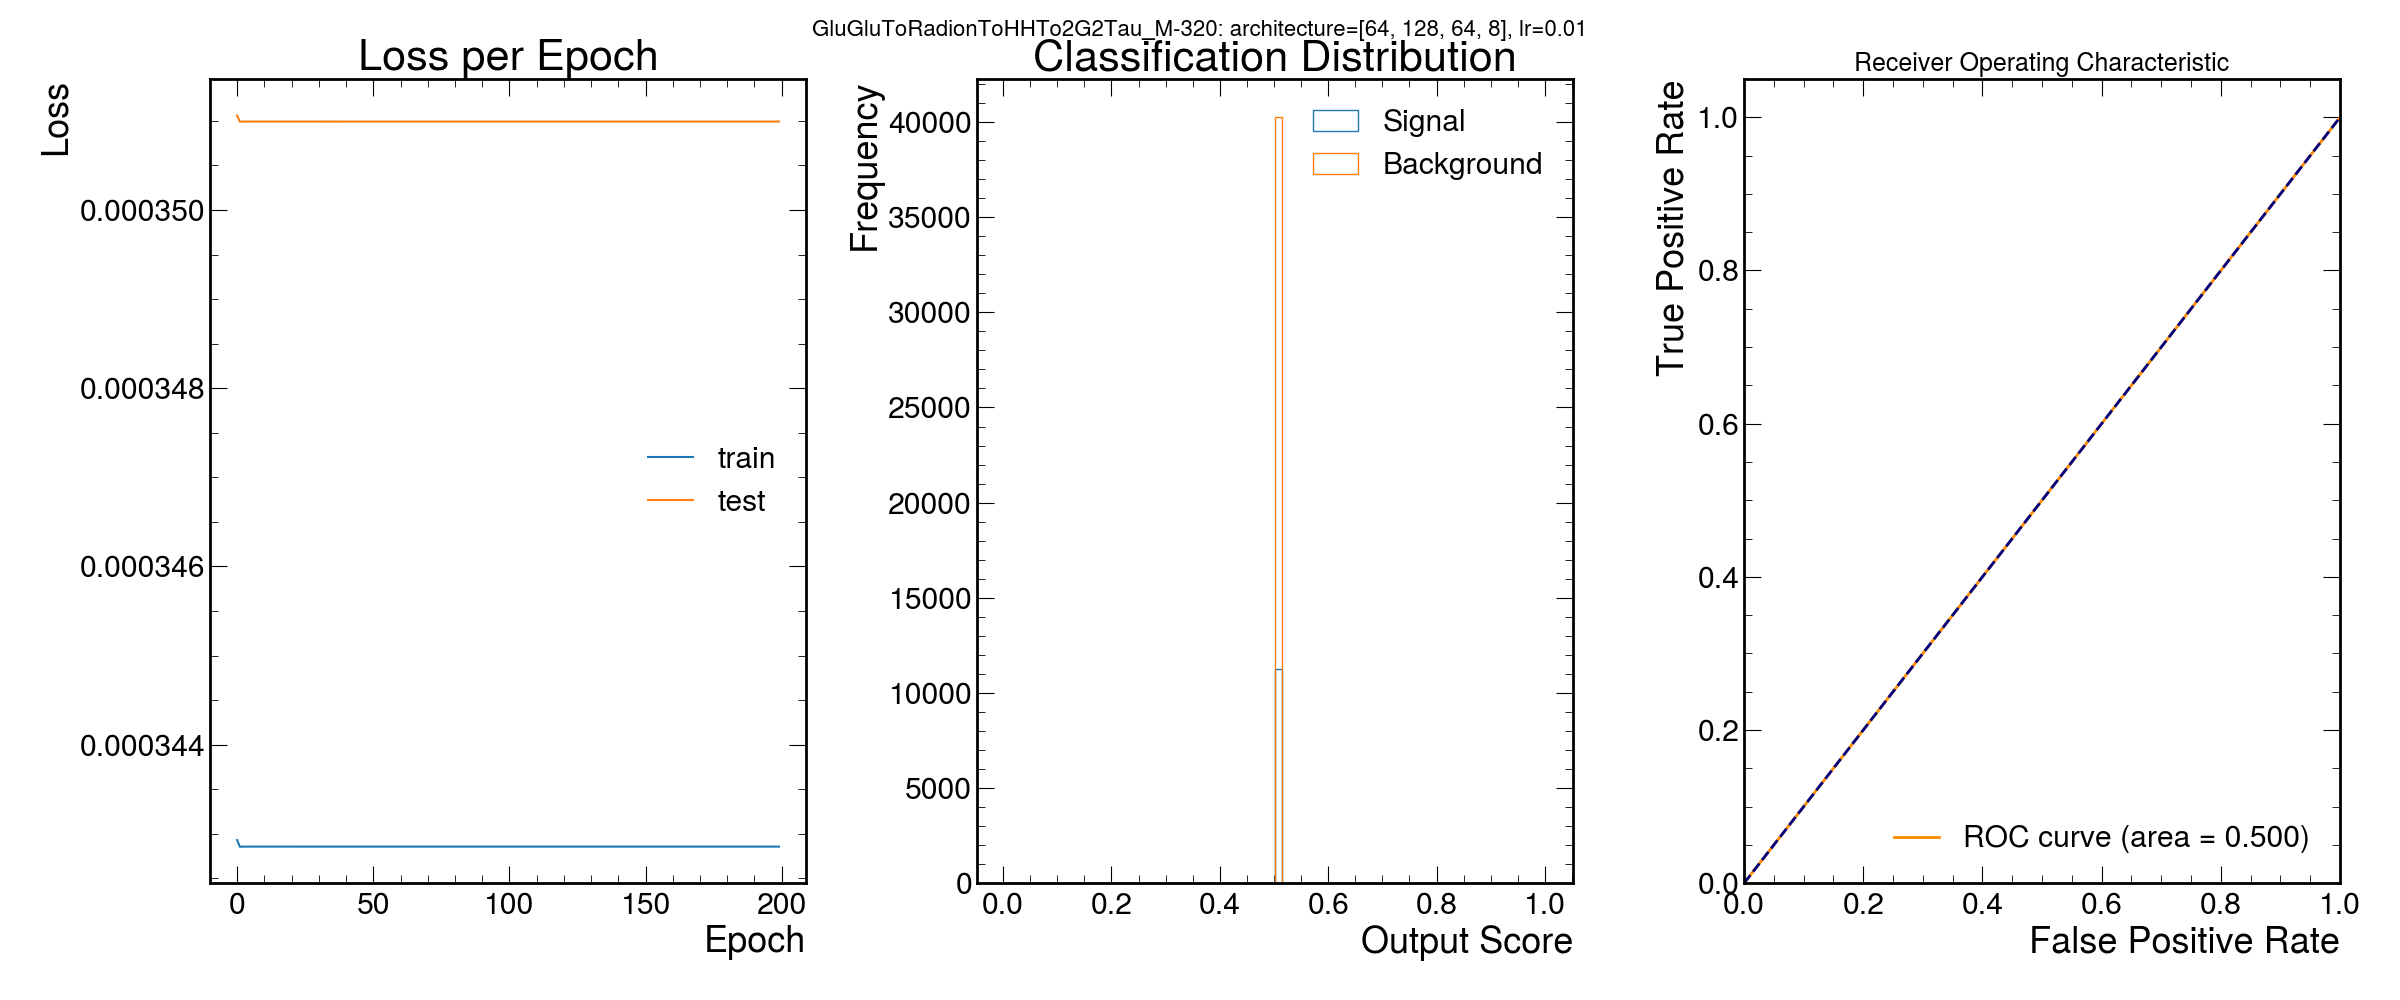 GluGluToRadionToHHTo2G2Tau_M-320: architecture=[64, 128, 64, 8], lr=0.01
Loss per Epoch
Loss
0.000350
0.000348
0.000346
0.000344
train
test
0 50 100 150 200
Epoch
Classification Distribution
Frequency
40000
35000
30000
25000
20000
15000
10000
5000
0
Signal
Background
0.0 0.2 0.4 0.6 0.8 1.0
Output Score
Receiver Operating Characteristic
True Positive Rate
1.0
0.8
0.6
0.4
0.2
0.0
ROC curve (area = 0.500)
0.0 0.2 0.4 0.6 0.8 1.0
False Positive Rate